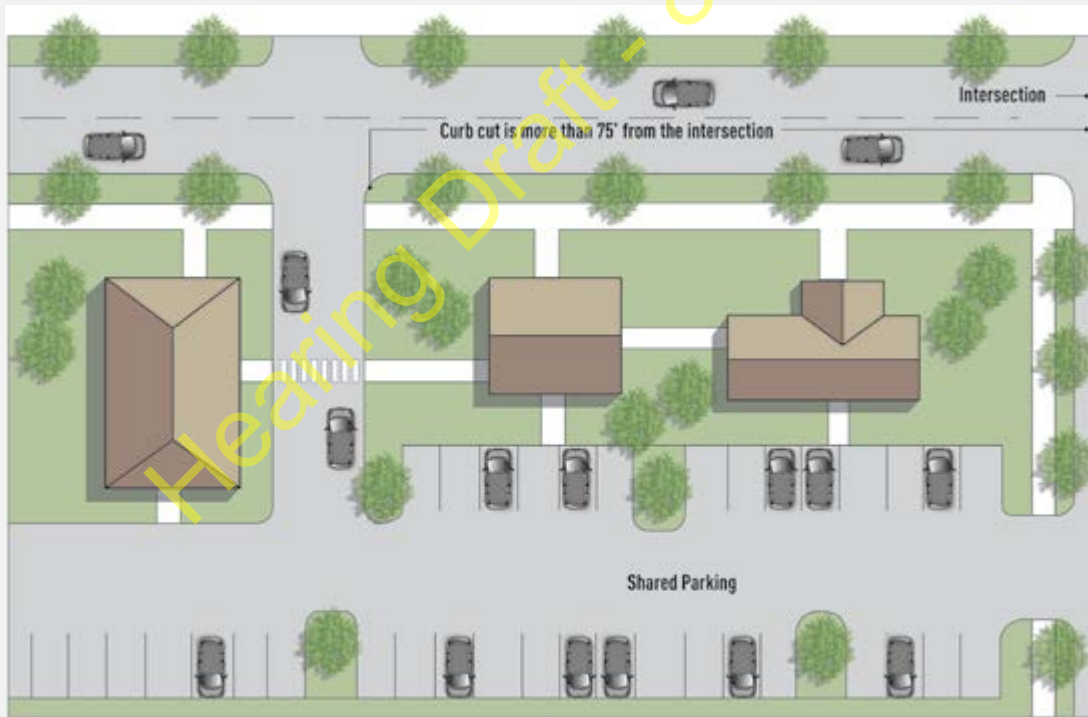 Intersection
Curb cut is more than 75' from the intersection
Hearing Draft -
Shared Parking